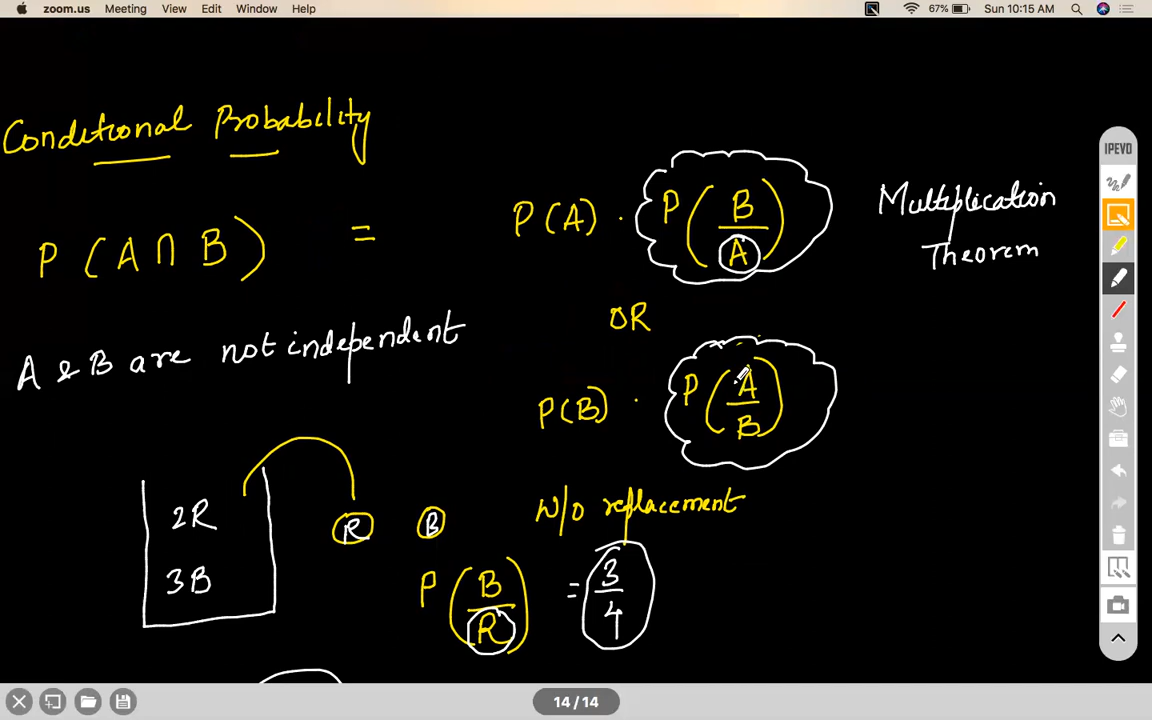 zoom.us Meeting View Edit Window Help 67% Sun 10:15 AM
Conditional Probability
IPEVO
P (A ∩ B) = P(A) · P(B/A)
Multiplication
Theorem
OR
A & B are not independent
P(B) · P(A/B)
2R
3B
R B W/O replacement
P(B/R) = 3/4
14 / 14